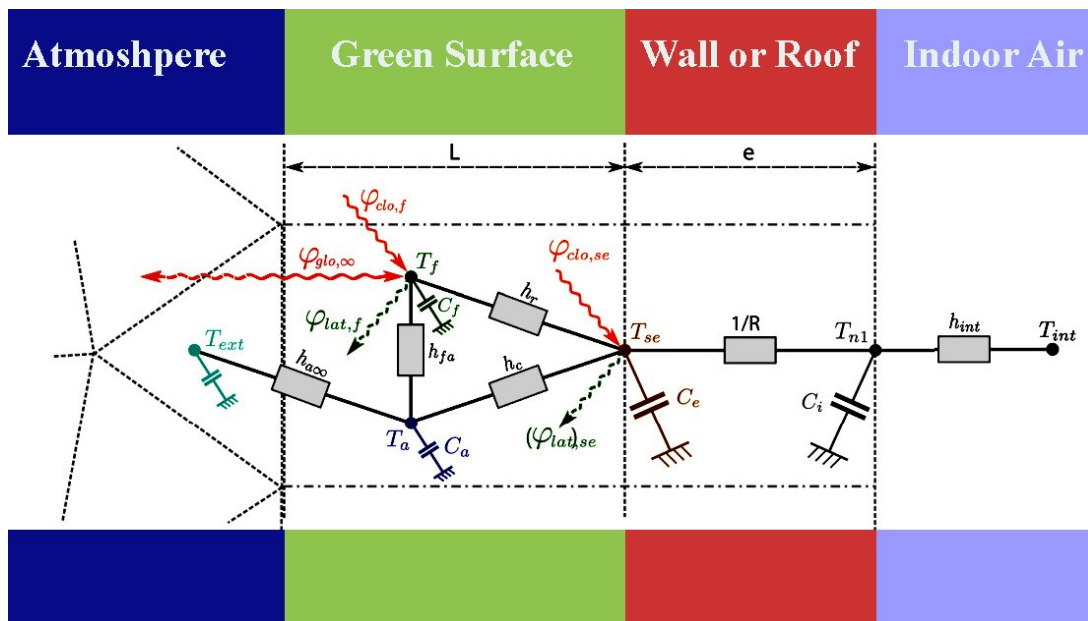 Atmoshpere Green Surface Wall or Roof Indoor Air
L e
φclo,f
φglo,∞ Tf φclo,se
Cf hr
φlat,f Tse 1/R Tn1 hint Tint
Text hfa
ha∞ hc
Ce Ci
Ta Ca (φlat),se